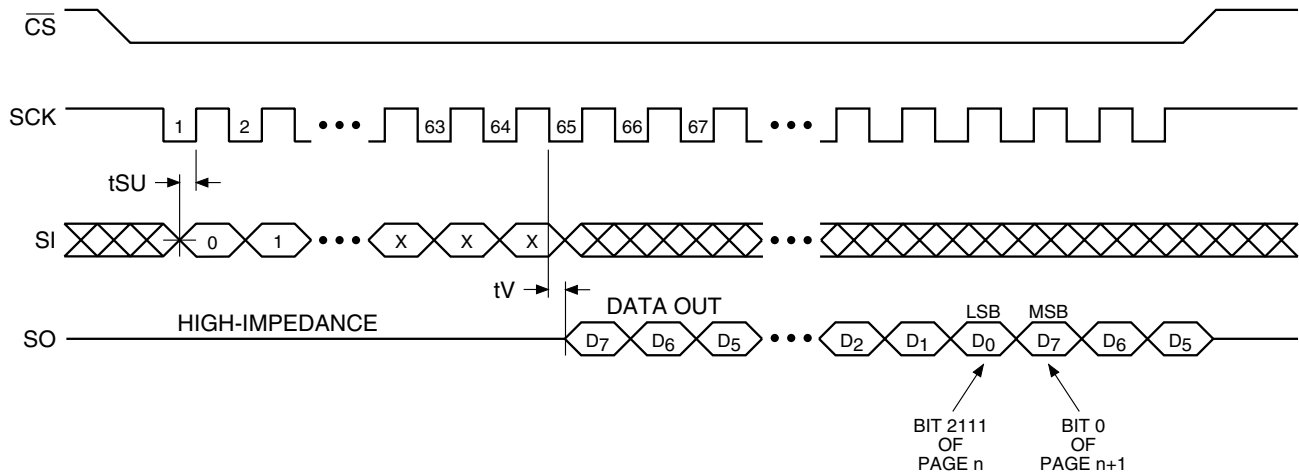 CS
SCK
1 2 ••• 63 64 65 66 67 •••
tSU
SI
0 1 ••• X X X •••
tV
HIGH-IMPEDANCE
DATA OUT
LSB MSB
SO
D7 D6 D5 ••• D2 D1 D0 D7 D6 D5
BIT 2111
OF
PAGE n
BIT 0
OF
PAGE n+1